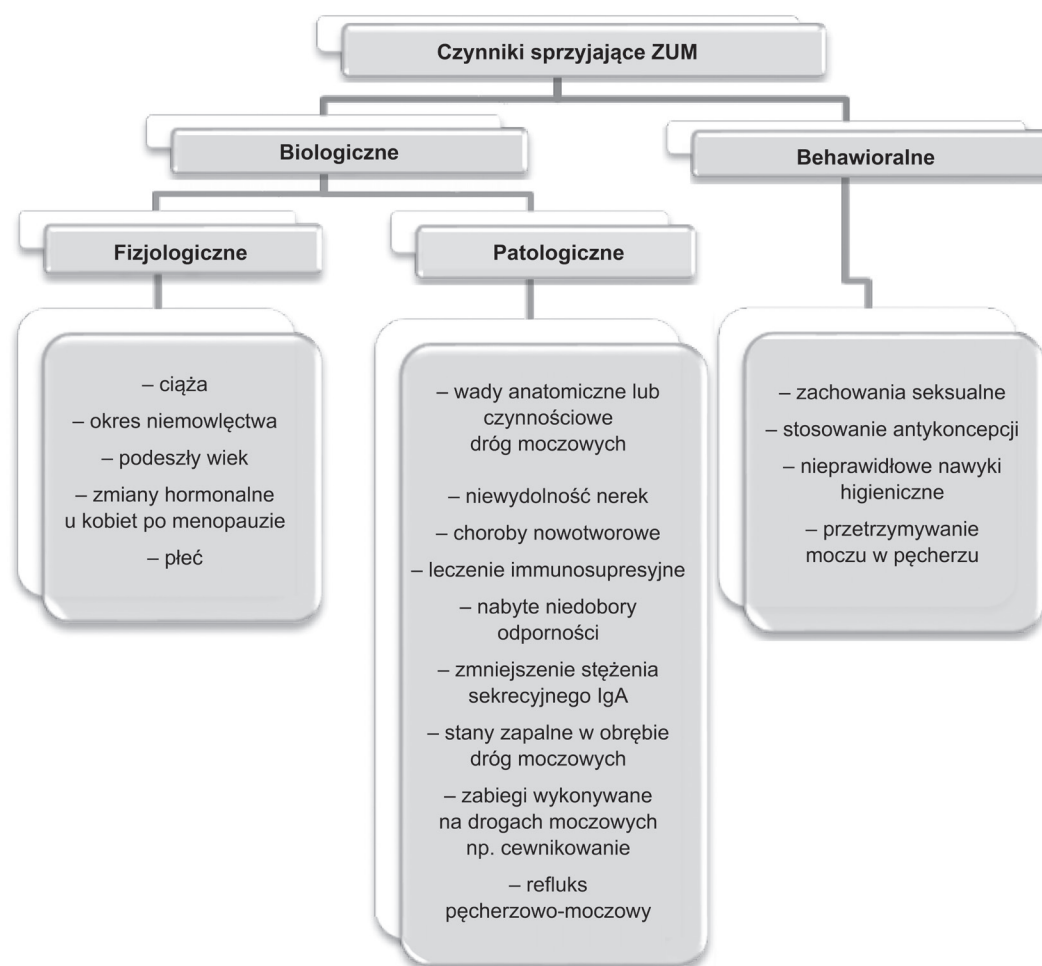 Czynniki sprzyjające ZUM
Biologiczne
Behawioralne
Fizjologiczne
Patologiczne
– ciąża
– okres niemowlęctwa
– podeszły wiek
– zmiany hormonalne
u kobiet po menopauzie
– płeć
– wady anatomiczne lub
czynnościowe
dróg moczowych
– niewydolność nerek
– choroby nowotworowe
– leczenie immunosupresyjne
– nabyte niedobory
odporności
– zmniejszenie stężenia
sekrecyjnego IgA
– stany zapalne w obrębie
dróg moczowych
– zabiegi wykonywane
na drogach moczowych
np. cewnikowanie
– refluks
pęcherzowo-moczowy
– zachowania seksualne
– stosowanie antykoncepcji
– nieprawidłowe nawyki
higieniczne
– przetrzymywanie
moczu w pęcherzu